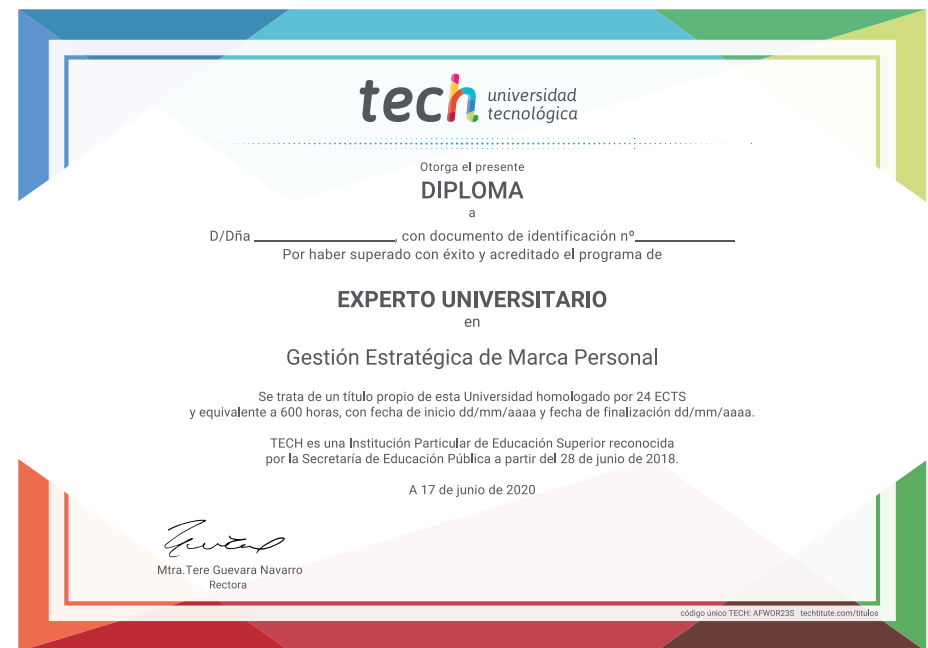 tech universidad
tecnológica
Otorga el presente
DIPLOMA
a
D/Dña ____________, con documento de identificación nº____________
Por haber superado con éxito y acreditado el programa de
EXPERTO UNIVERSITARIO
en
Gestión Estratégica de Marca Personal
Se trata de un título propio de esta Universidad homologado por 24 ECTS
y equivalente a 600 horas, con fecha de inicio dd/mm/aaaa y fecha de finalización dd/mm/aaaa.
TECH es una Institución Particular de Educación Superior reconocida
por la Secretaría de Educación Pública a partir del 28 de junio de 2018.
A 17 de junio de 2020
Mtra.Tere Guevara Navarro
Rectora
código único TECH: AFWOR23S techtitute.com/titulos